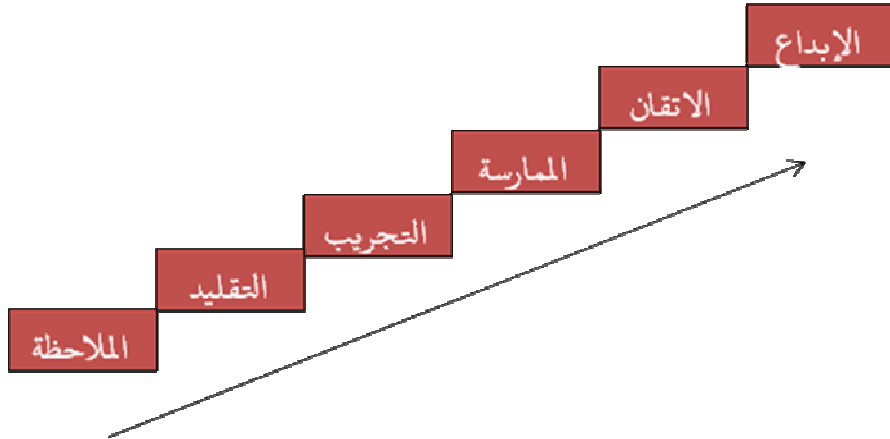 الملاحظة
التقليد
التجريب
الممارسة
الاتقان
الإبداع